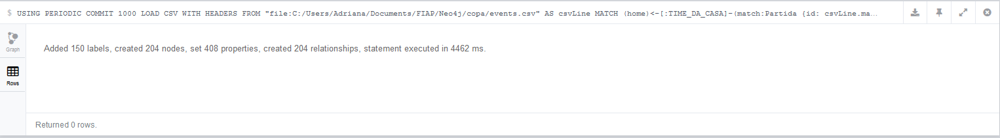 $ USING PERIODIC COMMIT 1000 LOAD CSV WITH HEADERS FROM "file:C:/Users/Adriana/Documents/FIAP/Neo4j/copa/events.csv" AS csvLine MATCH (home)<-[:TIME_DA_CASA]-(match:Partida {id: csvLine.ma…
Graph
Added 150 labels, created 204 nodes, set 408 properties, created 204 relationships, statement executed in 4462 ms.
Rows
Returned 0 rows.